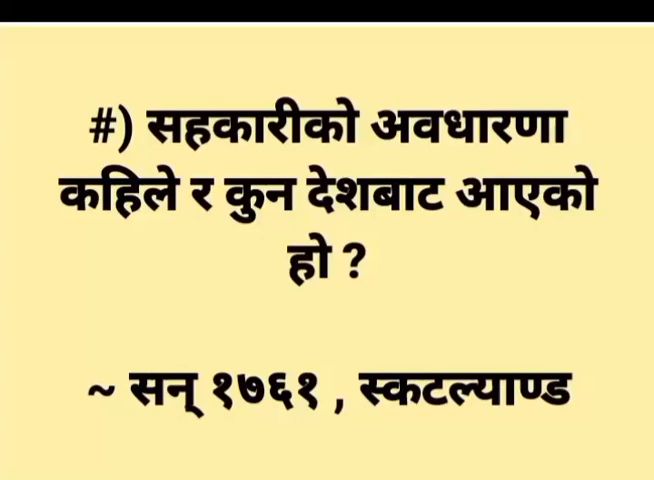 #) सहकारीको अवधारणा
कहिले र कुन देशबाट आएको
हो ?
~ सन् १७६१ , स्कटल्याण्ड